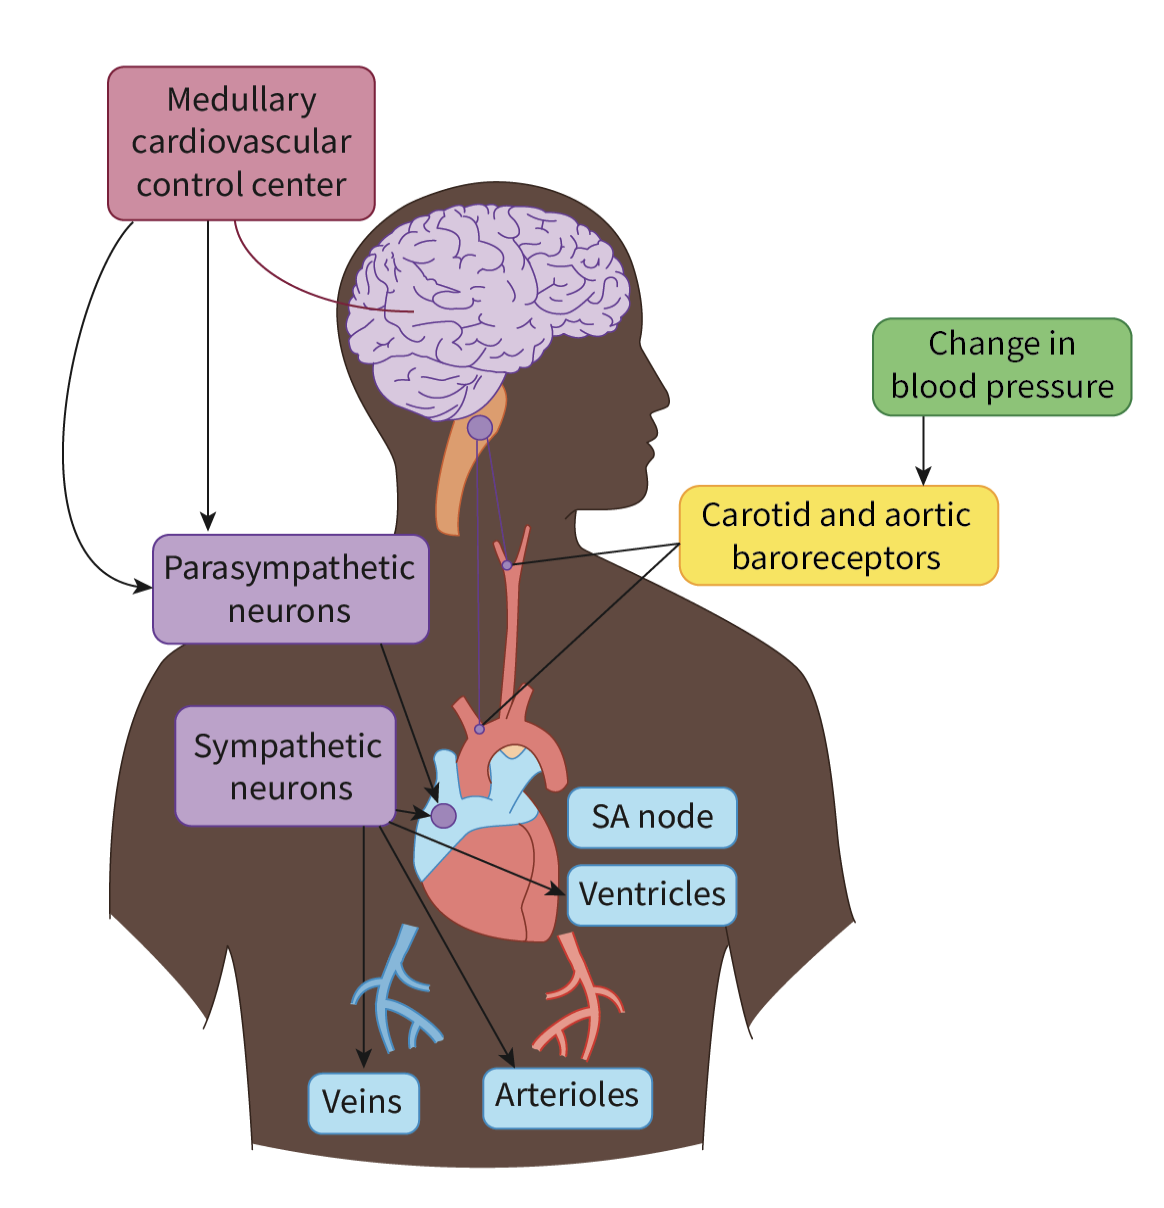 Medullary
cardiovascular
control center
Change in
blood pressure
Carotid and aortic
baroreceptors
Parasympathetic
neurons
Sympathetic
neurons
SA node
Ventricles
Veins
Arterioles